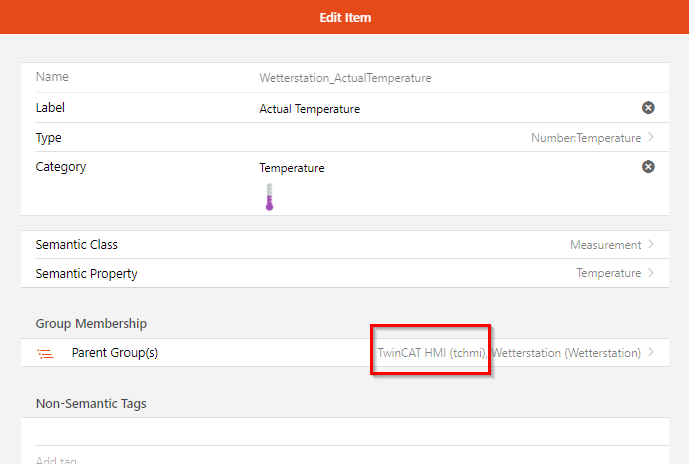 Edit Item
Name Wetterstation_ActualTemperature
Label Actual Temperature
Type Number:Temperature
Category Temperature
Semantic Class Measurement
Semantic Property Temperature
Group Membership
Parent Group(s) TwinCAT HMI (tchmi), Wetterstation (Wetterstation)
Non-Semantic Tags
Add tag